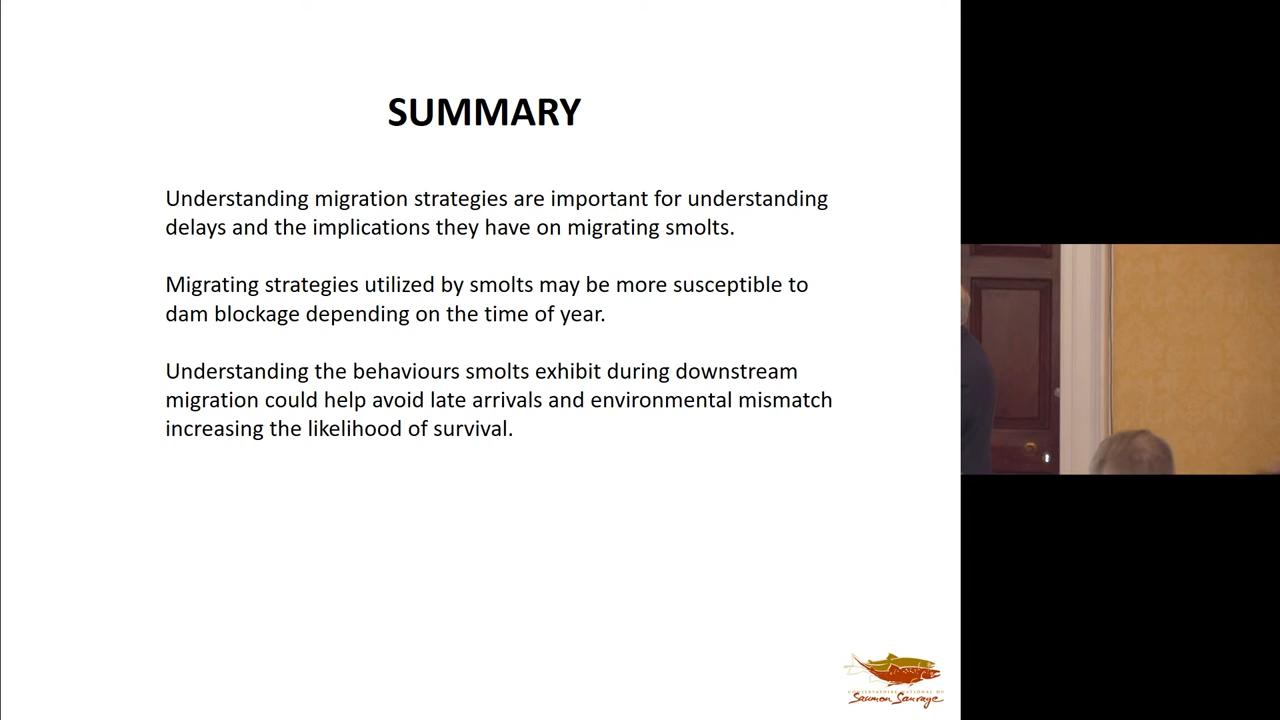 SUMMARY
Understanding migration strategies are important for understanding
delays and the implications they have on migrating smolts.
Migrating strategies utilized by smolts may be more susceptible to
dam blockage depending on the time of year.
Understanding the behaviours smolts exhibit during downstream
migration could help avoid late arrivals and environmental mismatch
increasing the likelihood of survival.
CONSERVATOIRE NATIONAL DU
Saumon Sauvage